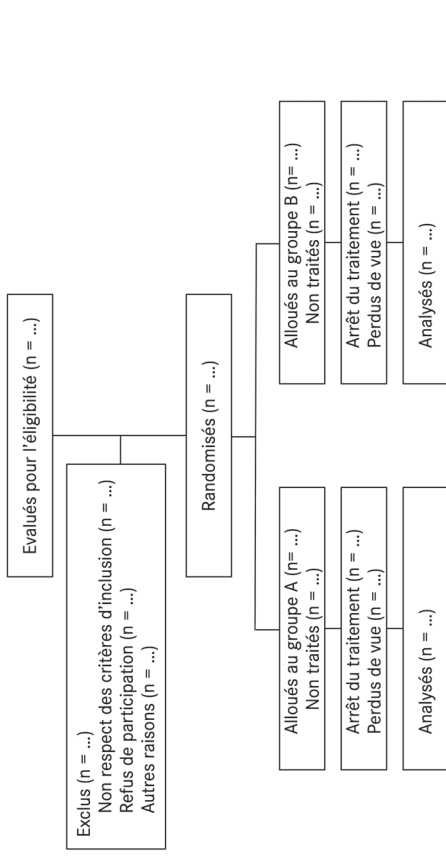 Evalués pour l'éligibilité (n = ...)
Exclus (n = ...)
Non respect des critères d'inclusion (n = ...)
Refus de participation (n = ...)
Autres raisons (n = ...)
Randomisés (n = ...)
Alloués au groupe A (n= ...)
Non traités (n = ...)
Arrêt du traitement (n = ...)
Perdus de vue (n = ...)
Analysés (n = ...)
Alloués au groupe B (n= ...)
Non traités (n = ...)
Arrêt du traitement (n = ...)
Perdus de vue (n = ...)
Analysés (n = ...)